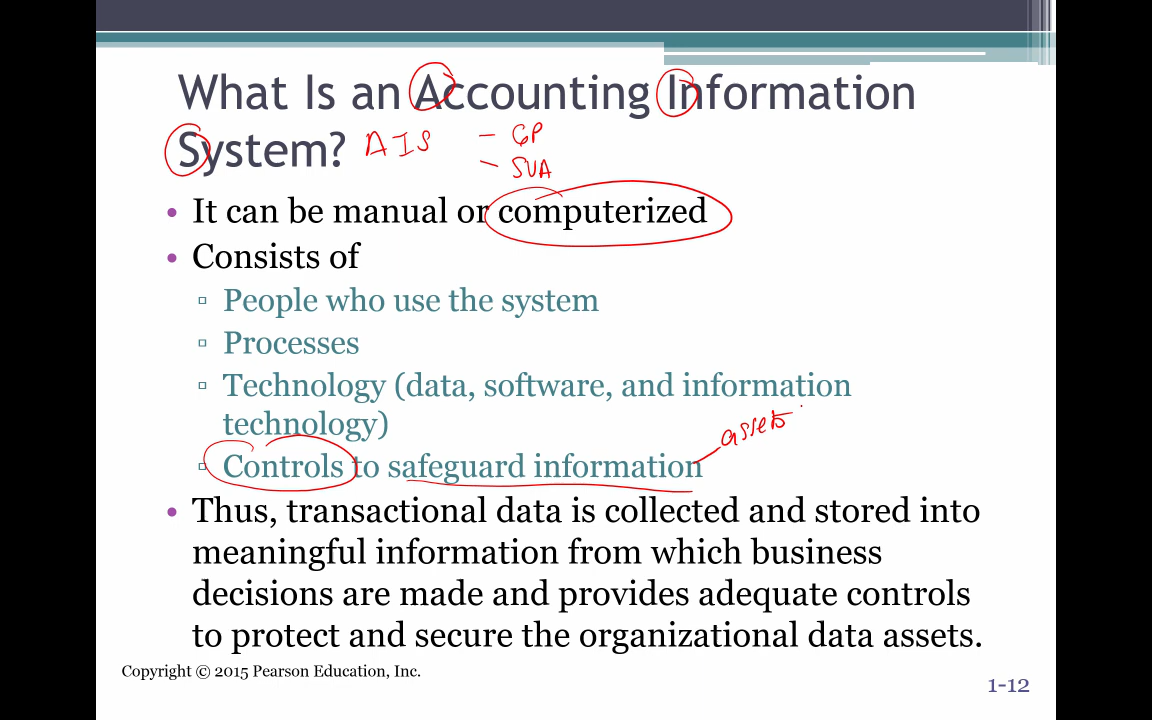 What Is an Accounting Information
System? AIS - GP
- SVA
• It can be manual or computerized
• Consists of
▫ People who use the system
▫ Processes
▫ Technology (data, software, and information
technology)
assets
▫ Controls to safeguard information
• Thus, transactional data is collected and stored into
meaningful information from which business
decisions are made and provides adequate controls
to protect and secure the organizational data assets.
Copyright © 2015 Pearson Education, Inc.
1-12